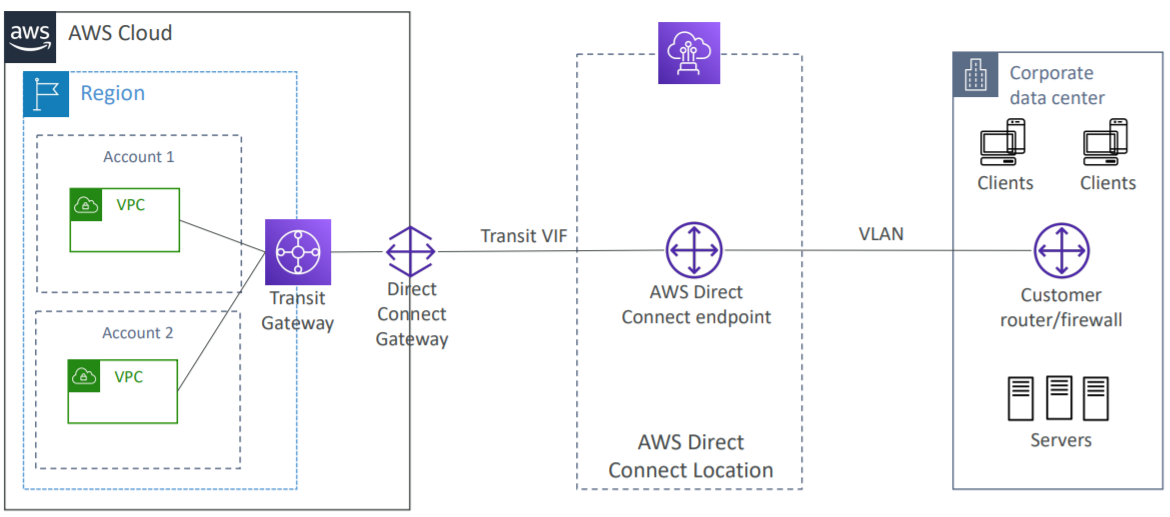 aws
AWS Cloud
Region
Account 1
VPC
Transit
Gateway
Account 2
VPC
Direct
Connect
Gateway
Transit VIF
AWS Direct
Connect endpoint
AWS Direct
Connect Location
VLAN
Corporate
data center
Clients
Clients
Customer
router/firewall
Servers